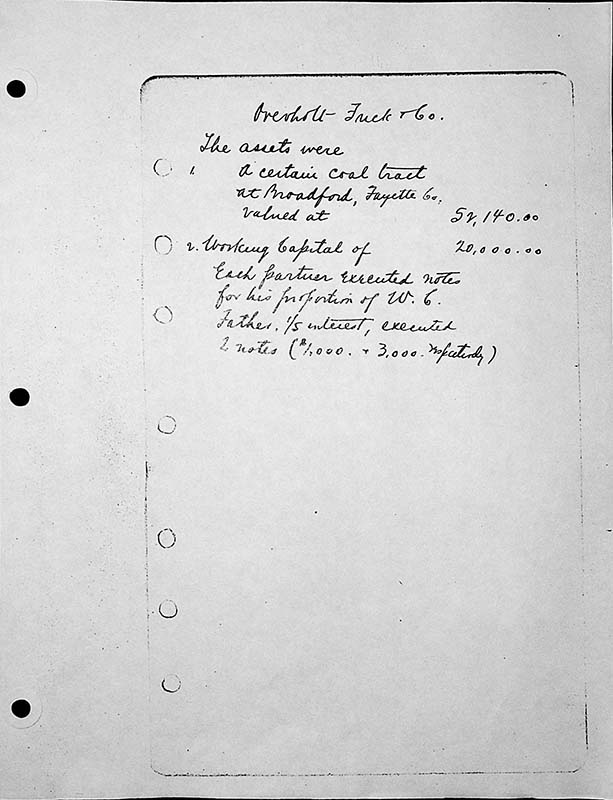 Overholt Frick & Co.
The assets were
1. A certain coal tract
at Broadford, Fayette Co.
valued at 52,140.00
2. Working Capital of 20,000.00
Each partner executed notes
for his proportion of W. C.
Father, 1/5 interest, executed
2 notes ($1,000. + 3,000. respectively)